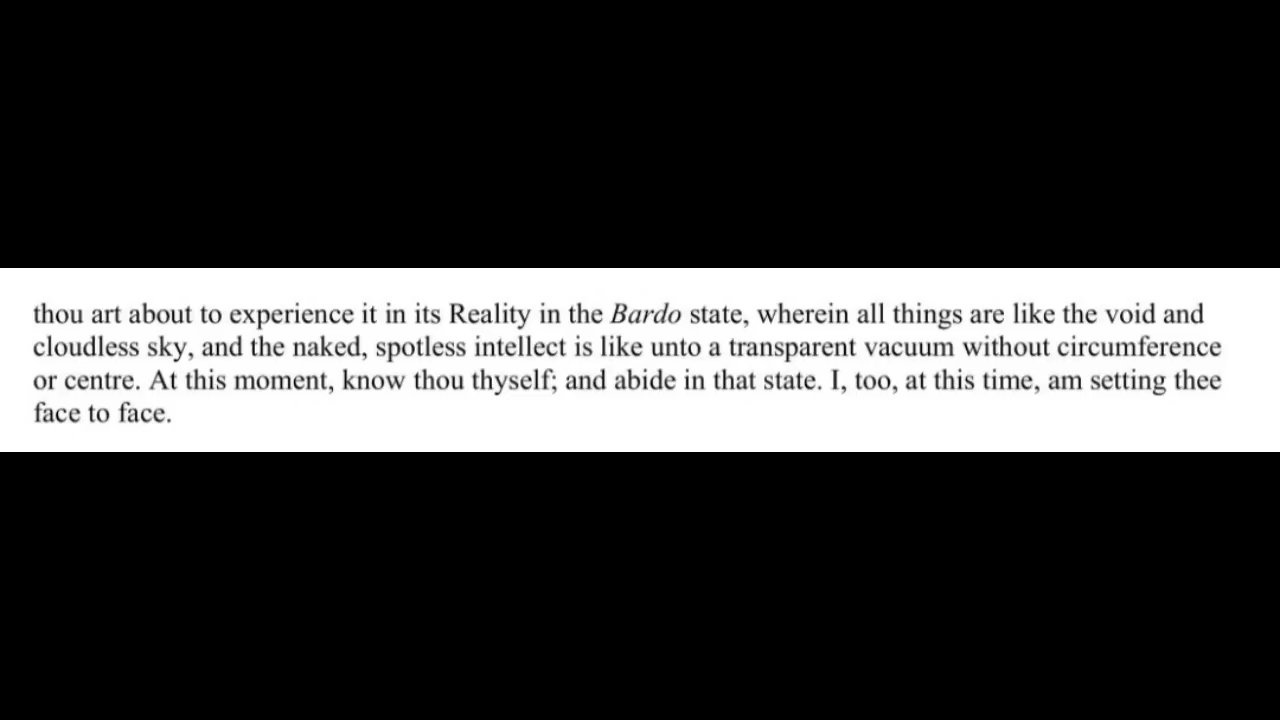 thou art about to experience it in its Reality in the Bardo state, wherein all things are like the void and
cloudless sky, and the naked, spotless intellect is like unto a transparent vacuum without circumference
or centre. At this moment, know thou thyself; and abide in that state. I, too, at this time, am setting thee
face to face.